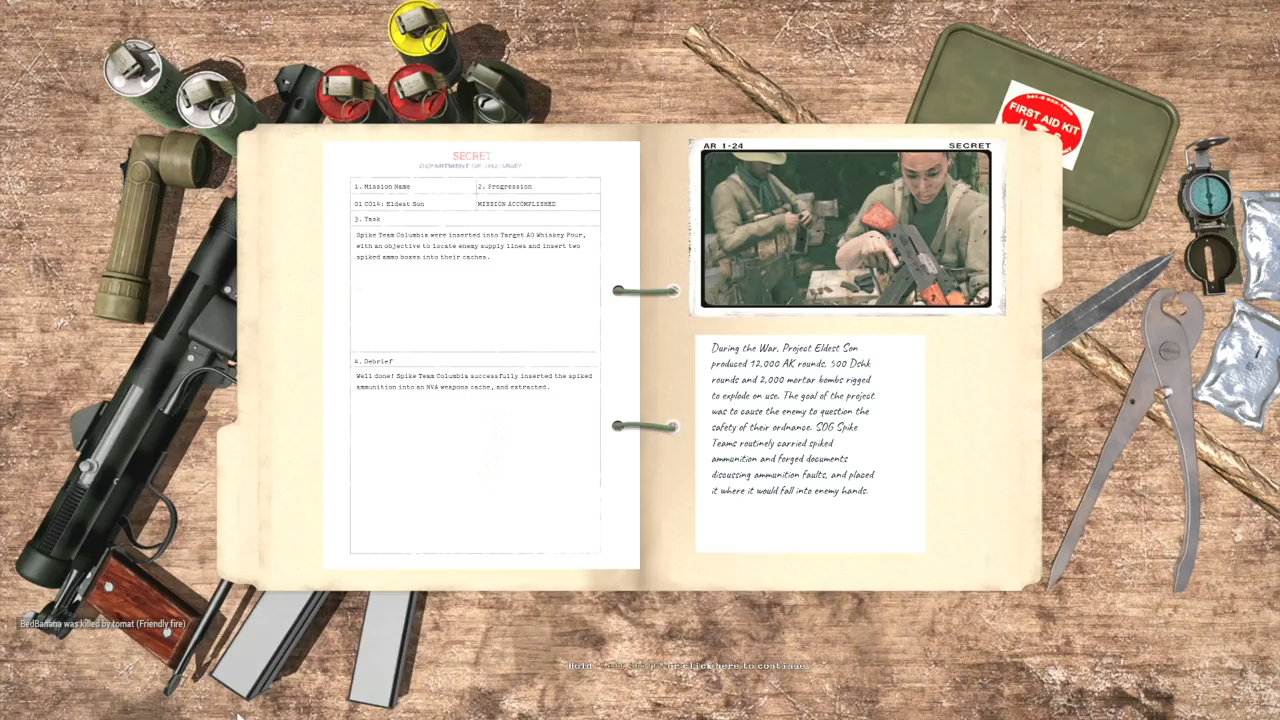 SECRET
DEPARTMENT OF THE ARMY
1. Mission Name
2. Progression
01 CO14: Eldest Son
MISSION ACCOMPLISHED
3. Task
Spike Team Columbia were inserted into Target AO Whiskey Four,
with an objective to locate enemy supply lines and insert two
spiked ammo boxes into their caches.
4. Debrief
Well done! Spike Team Columbia successfully inserted the spiked
ammunition into an NVA weapons cache, and extracted.
AR 1-24
SECRET
During the War, Project Eldest Son
produced 12,000 AK rounds, 500 Dshk
rounds and 2,000 mortar bombs rigged
to explode on use. The goal of the project
was to cause the enemy to question the
safety of their ordnance. SOG Spike
Teams routinely carried spiked
ammunition and forged documents
discussing ammunition faults, and placed
it where it would fall into enemy hands.
FIRST AID KIT
BedBanana was killed by tomat (Friendly fire)
Hold or click here to continue